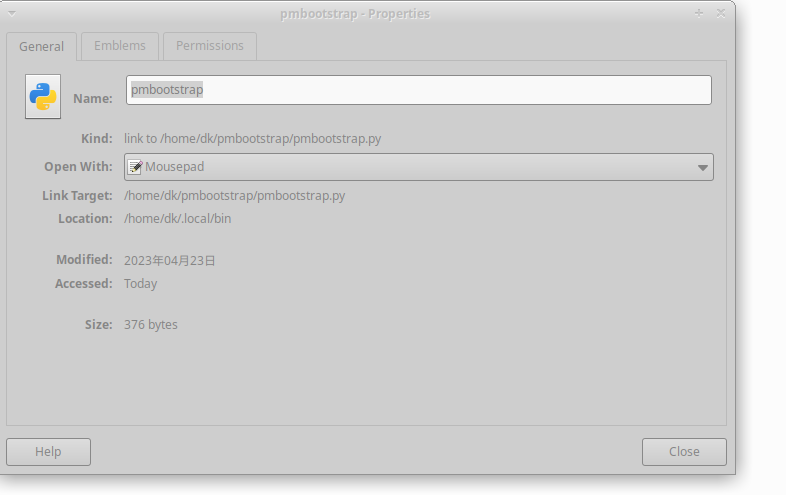 pmbootstrap - Properties
General Emblems Permissions
Name: pmbootstrap
Kind: link to /home/dk/pmbootstrap/pmbootstrap.py
Open With: Mousepad
Link Target: /home/dk/pmbootstrap/pmbootstrap.py
Location: /home/dk/.local/bin
Modified: 2023年04月23日
Accessed: Today
Size: 376 bytes
Help Close